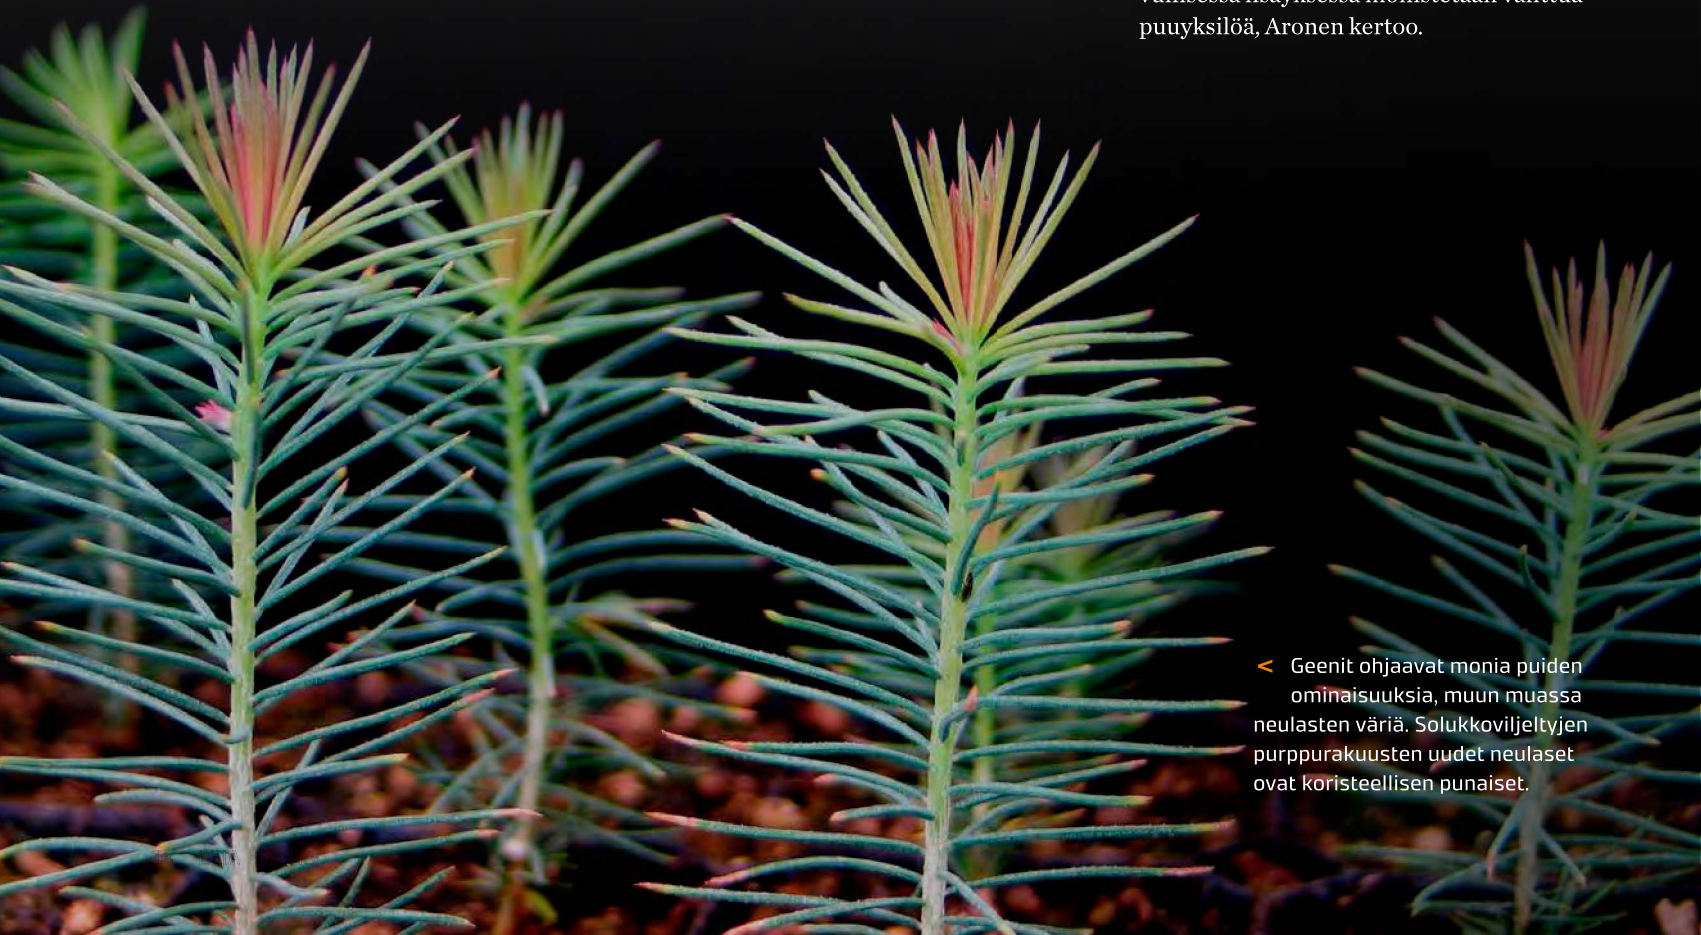 puuyksilöä, Aronen kertoo.
< Geenit ohjaavat monia puiden
ominaisuuksia, muun muassa
neulasten väriä. Solukkoviljeltyjen
purppurakuusten uudet neulaset
ovat koristeellisen punaiset.